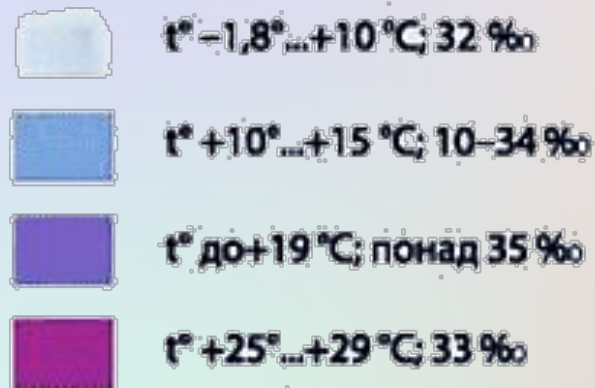 t° –1,8°...+10 °C; 32 ‰
t° +10°...+15 °C; 10–34 ‰
t° до+19 °C; понад 35 ‰
t° +25°...+29 °C; 33 ‰